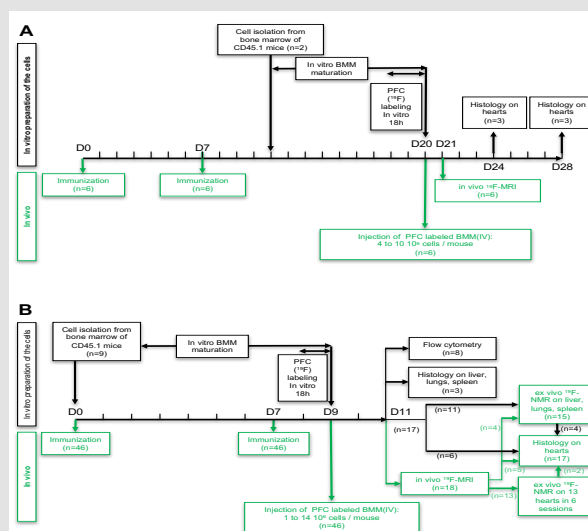 A
In vitro preparation of the cells
Cell isolation from
bone marrow of
CD45.1 mice (n=2)
In vitro BMM
maturation
PFC
(¹⁹F)
labeling
In vitro
18h
Histology on
hearts
(n=3)
Histology on
hearts
(n=3)
D0
D7
D20
D21
D24
D28
In vivo
Immunization
(n=6)
Immunization
(n=6)
in vivo ¹⁹F-MRI
(n=6)
Injection of PFC labeled BMM(IV):
4 to 10 10⁶ cells / mouse
(n=6)
B
In vitro preparation of the cells
Cell isolation from
bone marrow of
CD45.1 mice
(n=9)
In vitro BMM
maturation
PFC
(¹⁹F)
labeling
In vitro
18h
Flow cytometry
(n=8)
Histology on liver,
lungs, spleen
(n=3)
D0
D7
D9
D11
(n=17)
(n=11)
(n=6)
(n=4)
ex vivo ¹⁹F-
NMR on liver,
lungs, spleen
(n=15)
(n=4)
Histology on
hearts
(n=17)
(n=2)
In vivo
Immunization
(n=46)
Immunization
(n=46)
in vivo ¹⁹F-MRI
(n=18)
(n=13)
ex vivo ¹⁹F-
NMR on 13
hearts in 6
sessions
Injection of PFC labeled BMM(IV):
1 to 14 10⁶ cells / mouse
(n=46)